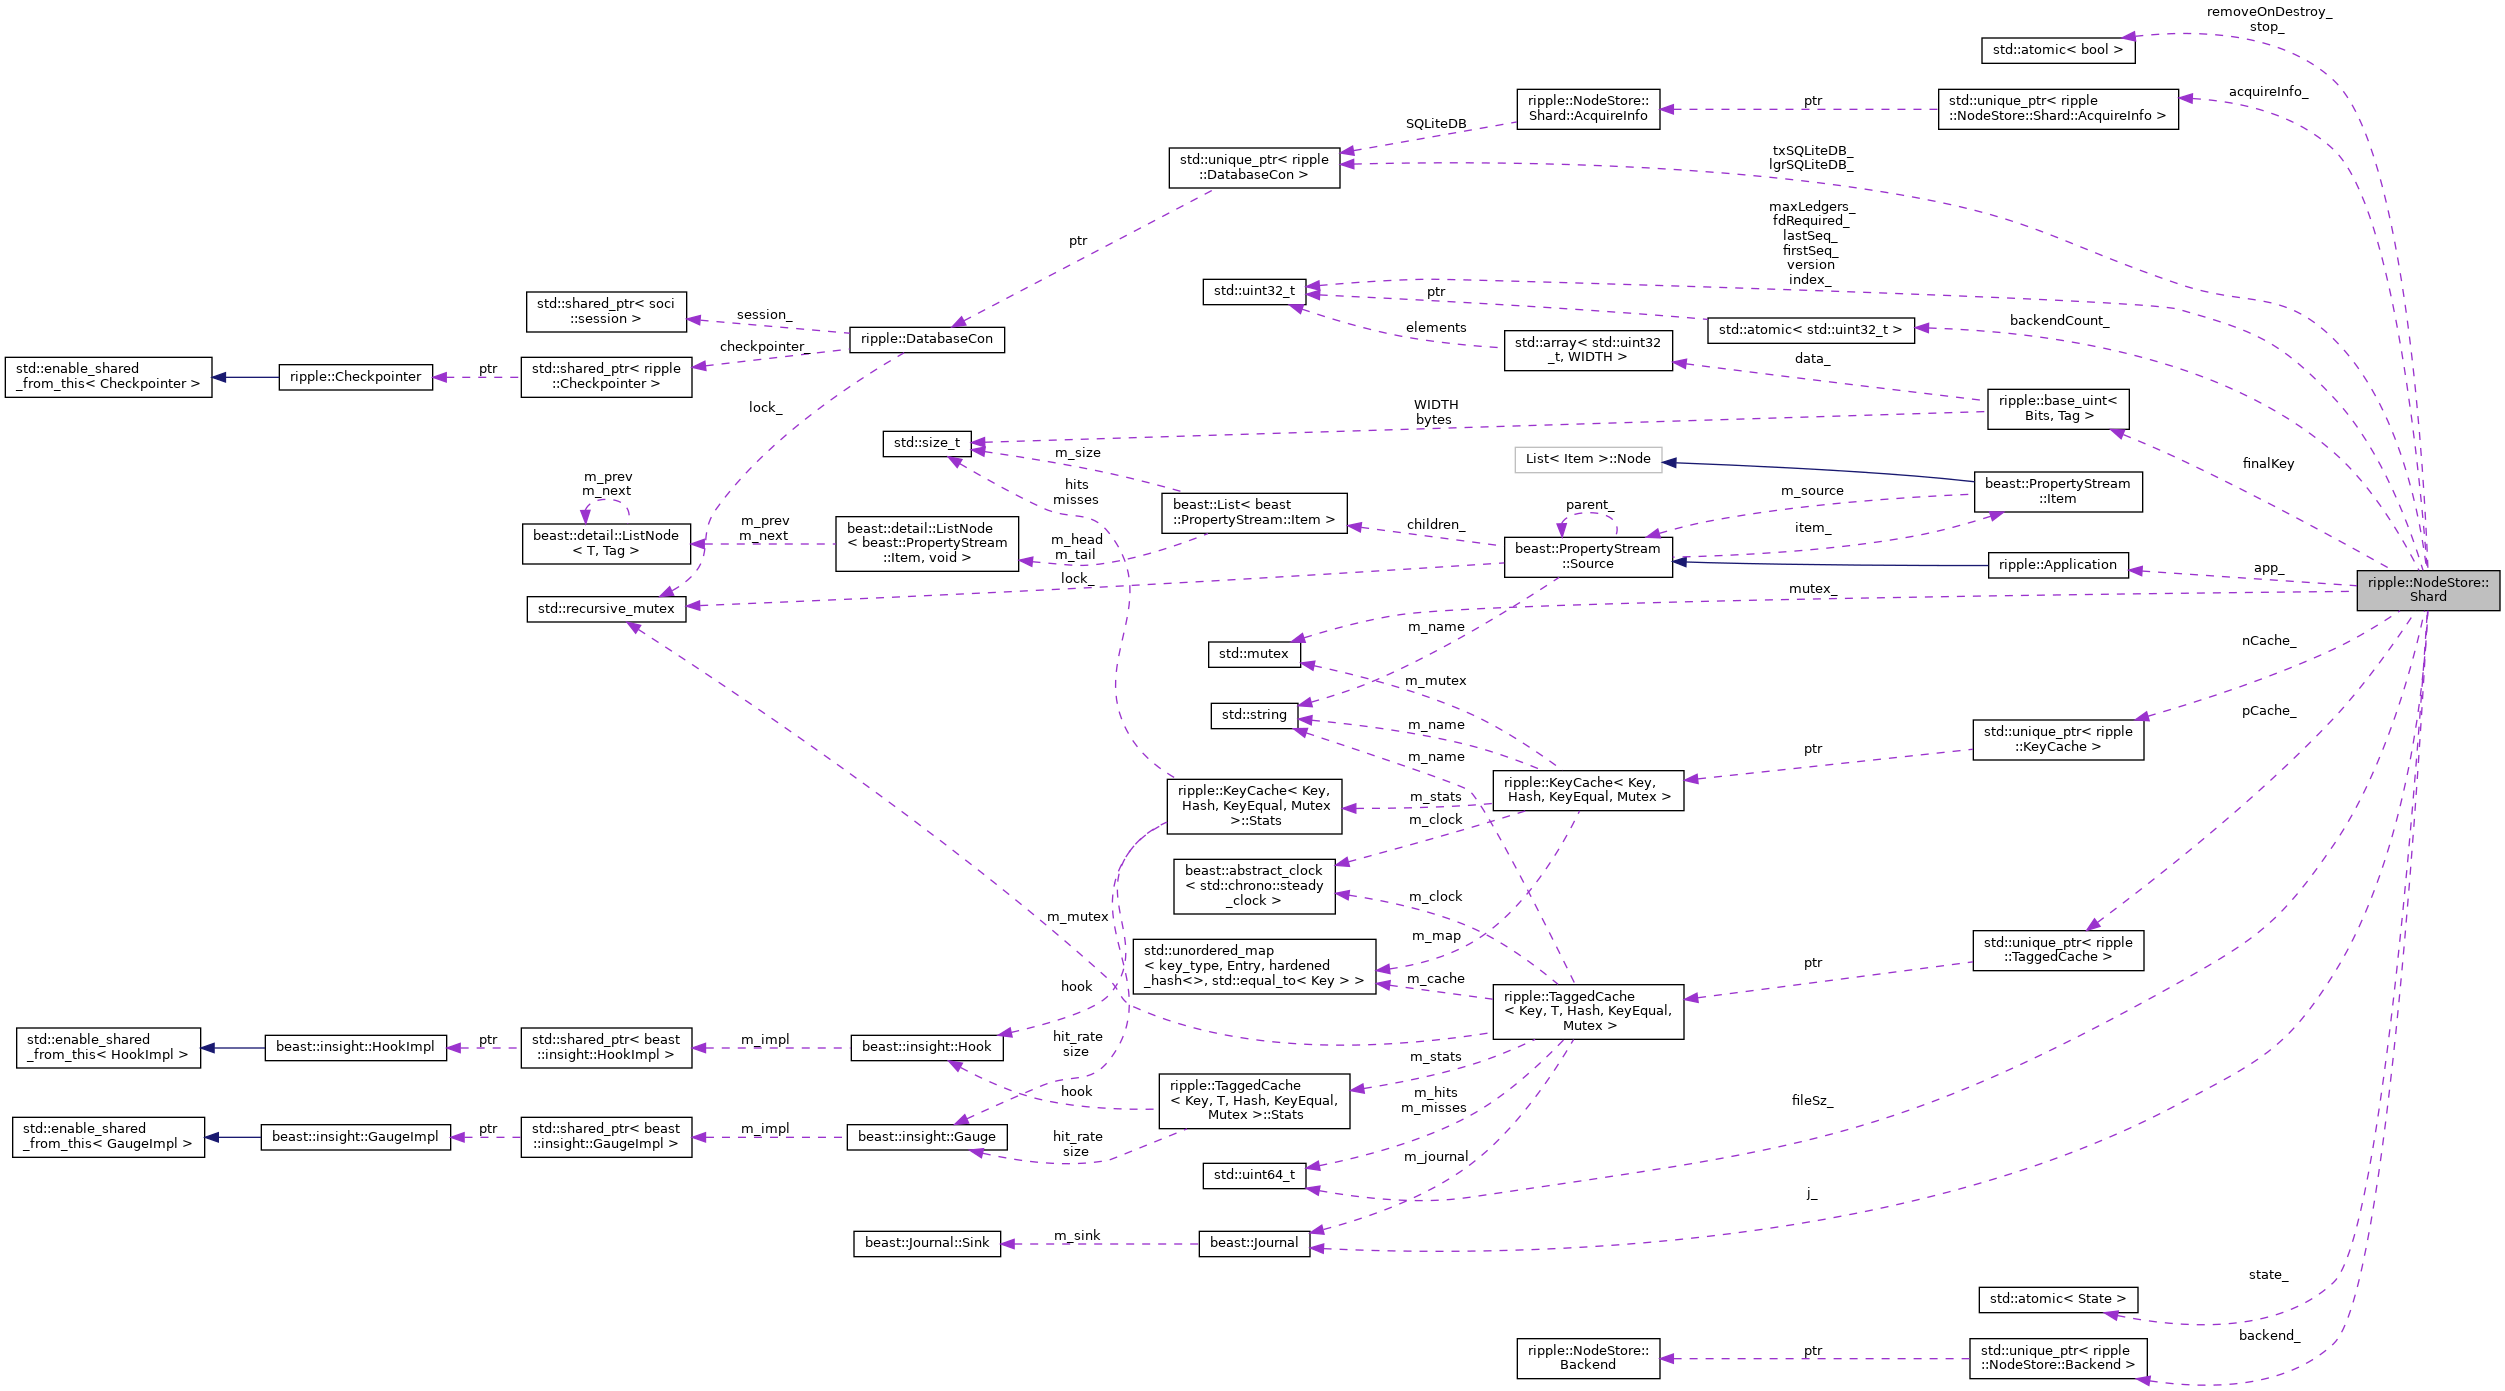 removeOnDestroy_
stop_
std::atomic< bool >
acquireInfo_
ripple::NodeStore::
Shard::AcquireInfo
ptr
std::unique_ptr< ripple
::NodeStore::Shard::AcquireInfo >
SQLiteDB
std::unique_ptr< ripple
::DatabaseCon >
txSQLiteDB_
lgrSQLiteDB_
maxLedgers_
fdRequired_
lastSeq_
firstSeq_
version
index_
ptr
std::uint32_t
ptr
std::shared_ptr< soci
::session >
session_
ripple::DatabaseCon
checkpointer_
std::atomic< std::uint32_t >
backendCount_
elements
std::array< std::uint32
_t, WIDTH >
data_
std::enable_shared
_from_this< Checkpointer >
ripple::Checkpointer
ptr
std::shared_ptr< ripple
::Checkpointer >
lock_
ripple::base_uint<
Bits, Tag >
WIDTH
bytes
std::size_t
m_size
List< Item >::Node
finalKey
m_prev
m_next
hits
misses
beast::List< beast
::PropertyStream::Item >
parent_
m_source
beast::PropertyStream
::Item
beast::detail::ListNode
< T, Tag >
m_prev
m_next
beast::detail::ListNode
< beast::PropertyStream
::Item, void >
m_head
m_tail
children_
beast::PropertyStream
::Source
item_
ripple::Application
app_
ripple::NodeStore::
Shard
lock_
std::recursive_mutex
mutex_
m_name
std::mutex
nCache_
m_mutex
std::string
m_name
pCache_
std::unique_ptr< ripple
::KeyCache >
ptr
m_name
ripple::KeyCache< Key,
Hash, KeyEqual, Mutex
>::Stats
m_stats
ripple::KeyCache< Key,
Hash, KeyEqual, Mutex >
m_clock
beast::abstract_clock
< std::chrono::steady
_clock >
m_clock
m_mutex
m_map
std::unordered_map
< key_type, Entry, hardened
_hash<>, std::equal_to< Key > >
m_cache
std::unique_ptr< ripple
::TaggedCache >
ptr
hook
ripple::TaggedCache
< Key, T, Hash, KeyEqual,
Mutex >
std::enable_shared
_from_this< HookImpl >
beast::insight::HookImpl
ptr
std::shared_ptr< beast
::insight::HookImpl >
m_impl
beast::insight::Hook
hit_rate
size
m_stats
hook
ripple::TaggedCache
< Key, T, Hash, KeyEqual,
Mutex >::Stats
m_hits
m_misses
fileSz_
std::enable_shared
_from_this< GaugeImpl >
beast::insight::GaugeImpl
ptr
std::shared_ptr< beast
::insight::GaugeImpl >
m_impl
beast::insight::Gauge
hit_rate
size
m_journal
std::uint64_t
j_
beast::Journal::Sink
m_sink
beast::Journal
state_
std::atomic< State >
backend_
ripple::NodeStore::
Backend
ptr
std::unique_ptr< ripple
::NodeStore::Backend >